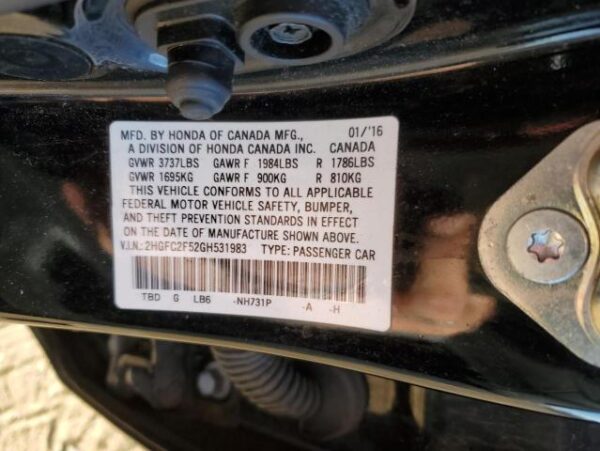 MFD. BY HONDA OF CANADA MFG., 01/'16
A DIVISION OF HONDA CANADA INC. CANADA
GVWR 3737LBS GAWR F 1984LBS R 1786LBS
GVWR 1695KG GAWR F 900KG R 810KG
THIS VEHICLE CONFORMS TO ALL APPLICABLE
FEDERAL MOTOR VEHICLE SAFETY, BUMPER,
AND THEFT PREVENTION STANDARDS IN EFFECT
ON THE DATE OF MANUFACTURE SHOWN ABOVE.
V.I.N.: 2HGFC2F52GH531983 TYPE: PASSENGER CAR
TBD G LB6 -NH731P -A -H